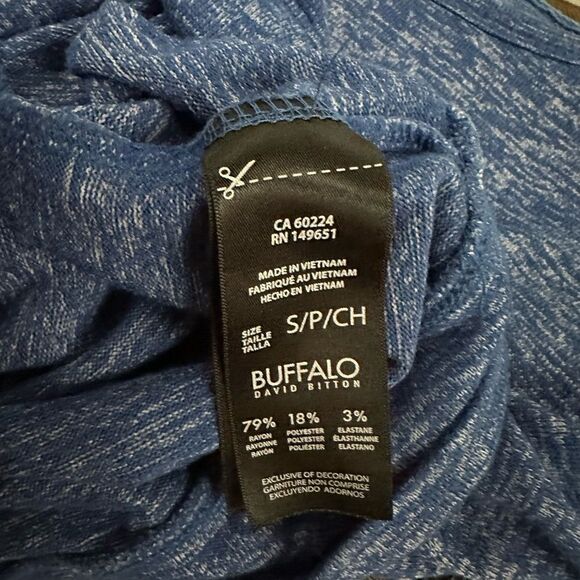 CA 60224
RN 149651
MADE IN VIETNAM
FABRIQUÉ AU VIETNAM
HECHO EN VIETNAM
SIZE
TAILLE
TALLA
S/P/CH
BUFFALO
DAVID BITTON
79% 18% 3%
RAYON POLYESTER ELASTANE
RAYONNE POLYESTER ÉLASTHANNE
RAYÓN POLIÉSTER ELASTANO
EXCLUSIVE OF DECORATION
GARNITURE NON COMPRISE
EXCLUYENDO ADORNOS